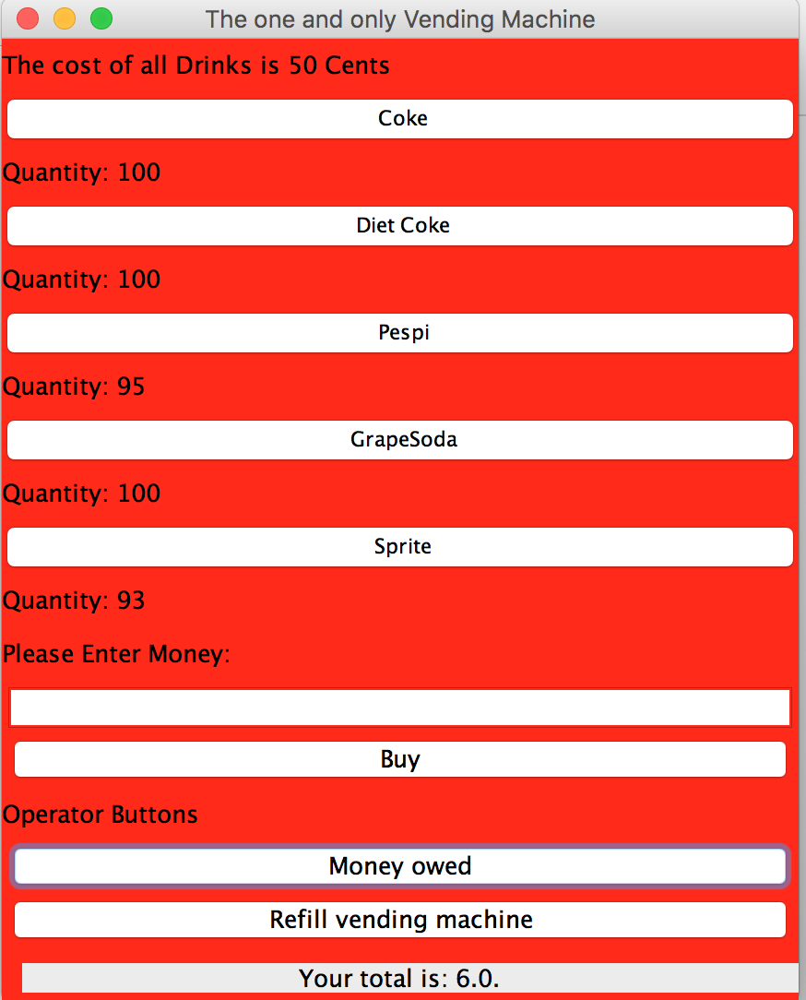 The one and only Vending Machine
The cost of all Drinks is 50 Cents
Coke
Quantity: 100
Diet Coke
Quantity: 100
Pespi
Quantity: 95
GrapeSoda
Quantity: 100
Sprite
Quantity: 93
Please Enter Money:
Buy
Operator Buttons
Money owed
Refill vending machine
Your total is: 6.0.